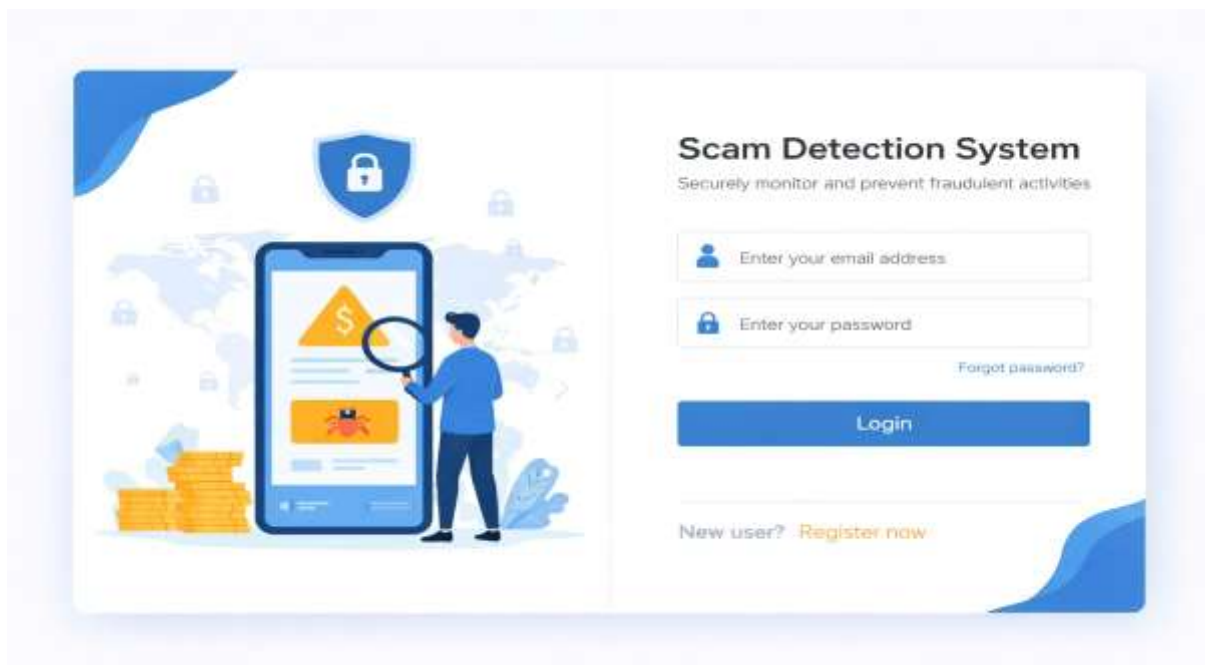 Scam Detection System
Securely monitor and prevent fraudulent activities
$
Enter your email address
Enter your password
Forgot password?
Login
New user? Register now